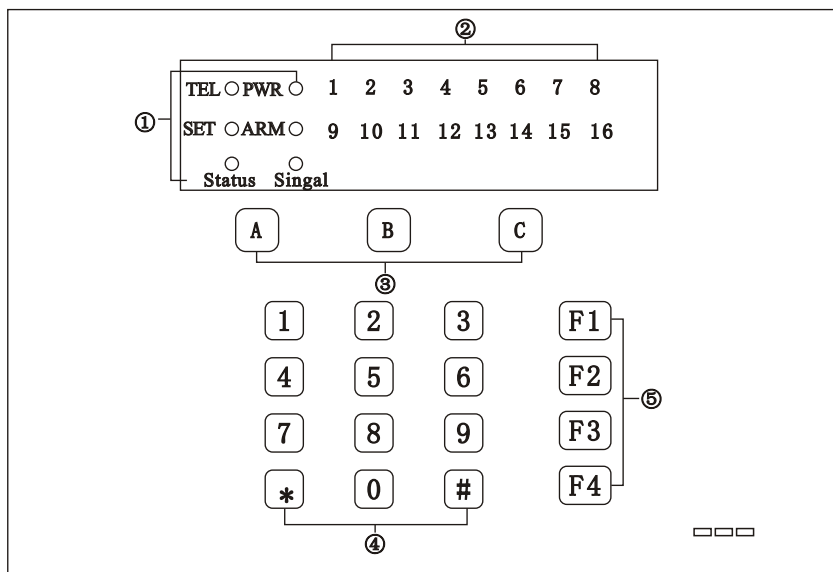 ②
TEL PWR 1 2 3 4 5 6 7 8
①
SET ARM 9 10 11 12 13 14 15 16
Status Singal
A B C
③
1 2 3 F1
4 5 6 F2
⑤
7 8 9 F3
* 0 # F4
④